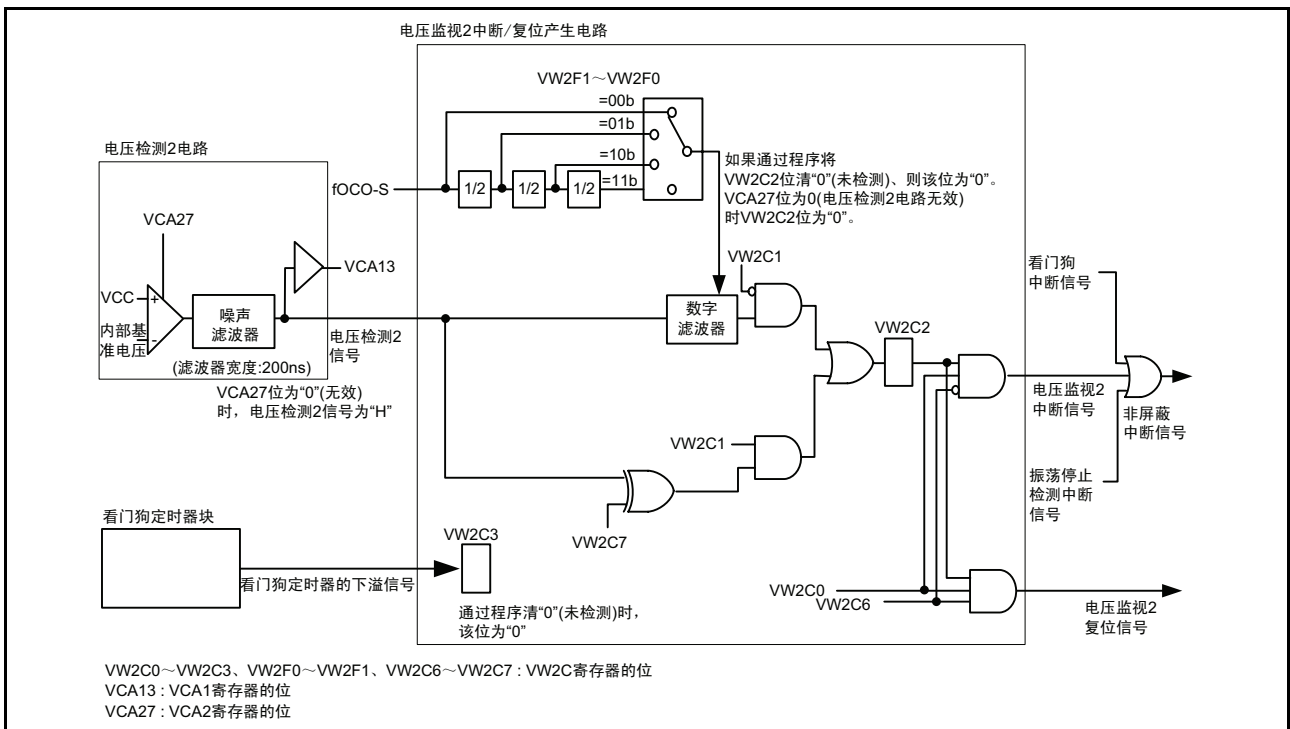 电压监视2中断/复位产生电路
VW2F1～VW2F0
=00b
=01b
=10b
=11b
fOCO-S
1/2
1/2
1/2
如果通过程序将
VW2C2位清“0”(未检测)、则该位为“0”。
VCA27位为0(电压检测2电路无效)
时VW2C2位为“0”。
电压检测2电路
VCA27
VCA13
VCC
+
内部基
准电压
-
噪声
滤波器
(滤波器宽度:200ns)
电压检测2
信号
VCA27位为“0”(无效)
时，电压检测2信号为“H”
VW2C1
数字
滤波器
VW2C2
VW2C1
VW2C7
看门狗
中断信号
电压监视2
中断信号
非屏蔽
中断信号
振荡停止
检测中断
信号
看门狗定时器块
看门狗定时器的下溢信号
VW2C3
通过程序清“0”(未检测)时，
该位为“0”
VW2C0
VW2C6
电压监视2
复位信号
VW2C0～VW2C3、VW2F0～VW2F1、VW2C6～VW2C7 : VW2C寄存器的位
VCA13 : VCA1寄存器的位
VCA27 : VCA2寄存器的位